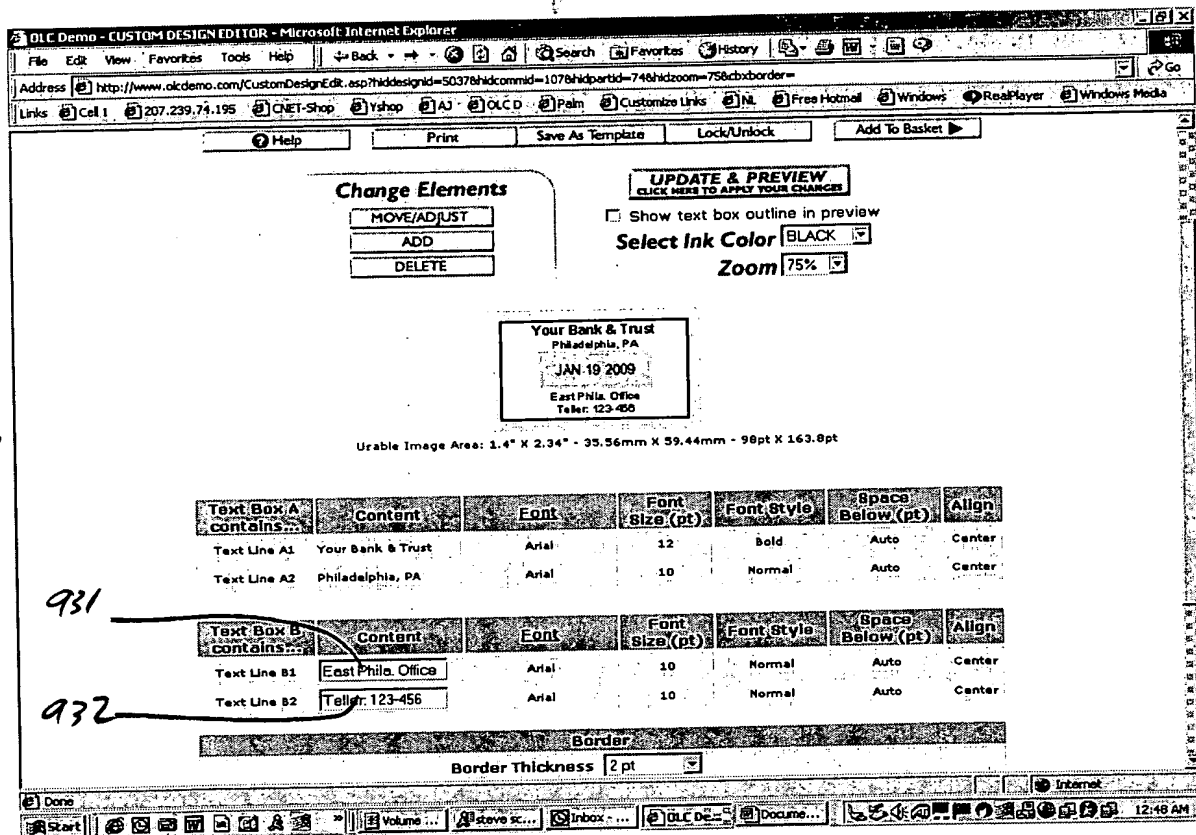 OLC Demo - CUSTOM DESIGN EDITOR - Microsoft Internet Explorer
File Edit View Favorites Tools Help Back Search Favorites History
Address http://www.olcdemo.com/CustomDesignEdit.asp?hiddesignid=5037&hidcommid=107&hidpartid=74&hidzoom=75&cbxborder= Go
Links Cell 1 207.239.74.195 CNET-Shop Yshop AJ OLC D Palm Customize Links NL Free Hotmail Windows RealPlayer Windows Media
Help Print Save As Template Lock/Unlock Add To Basket
Change Elements
MOVE/ADJUST
ADD
DELETE
UPDATE & PREVIEW
CLICK HERE TO APPLY YOUR CHANGES
Show text box outline in preview
Select Ink Color BLACK
Zoom 75%
Your Bank & Trust
Philadelphia, PA
JAN 19 2009
East Phila. Office
Teller: 123-456
Urable Image Area: 1.4" X 2.34" - 35.56mm X 59.44mm - 98pt X 163.8pt
Text Box A contains... Content Font Font Size (pt) Font Style Space Below (pt) Align
Text Line A1 Your Bank & Trust Arial 12 Bold Auto Center
Text Line A2 Philadelphia, PA Arial 10 Normal Auto Center
931
Text Box B contains... Content Font Font Size (pt) Font Style Space Below (pt) Align
Text Line B1 East Phila. Office Arial 10 Normal Auto Center
932
Text Line B2 Teller: 123-456 Arial 10 Normal Auto Center
Border
Border Thickness 2 pt
Done Internet
Start Volume ... steve sc... Inbox - ... OLC De... Docume... 12:48 AM